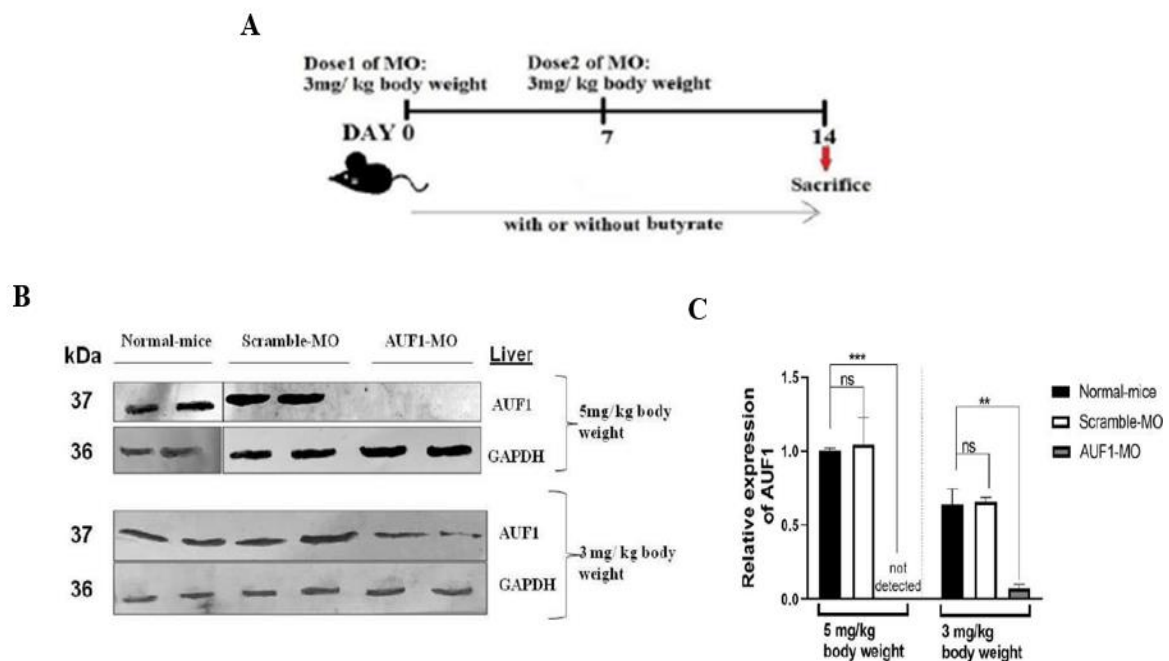 A
Dose1 of MO:
3mg/ kg body weight
Dose2 of MO:
3mg/ kg body weight
DAY 0
7
14
Sacrifice
with or without butyrate
B
kDa
Normal-mice
Scramble-MO
AUF1-MO
Liver
37
AUF1
36
GAPDH
5mg/kg body
weight
37
AUF1
36
GAPDH
3 mg/ kg body
weight
C
Relative expression
of AUF1
1.5
1.0
0.5
0.0
***
ns
**
ns
not
detected
5 mg/kg
body weight
3 mg/kg
body weight
Normal-mice
Scramble-MO
AUF1-MO